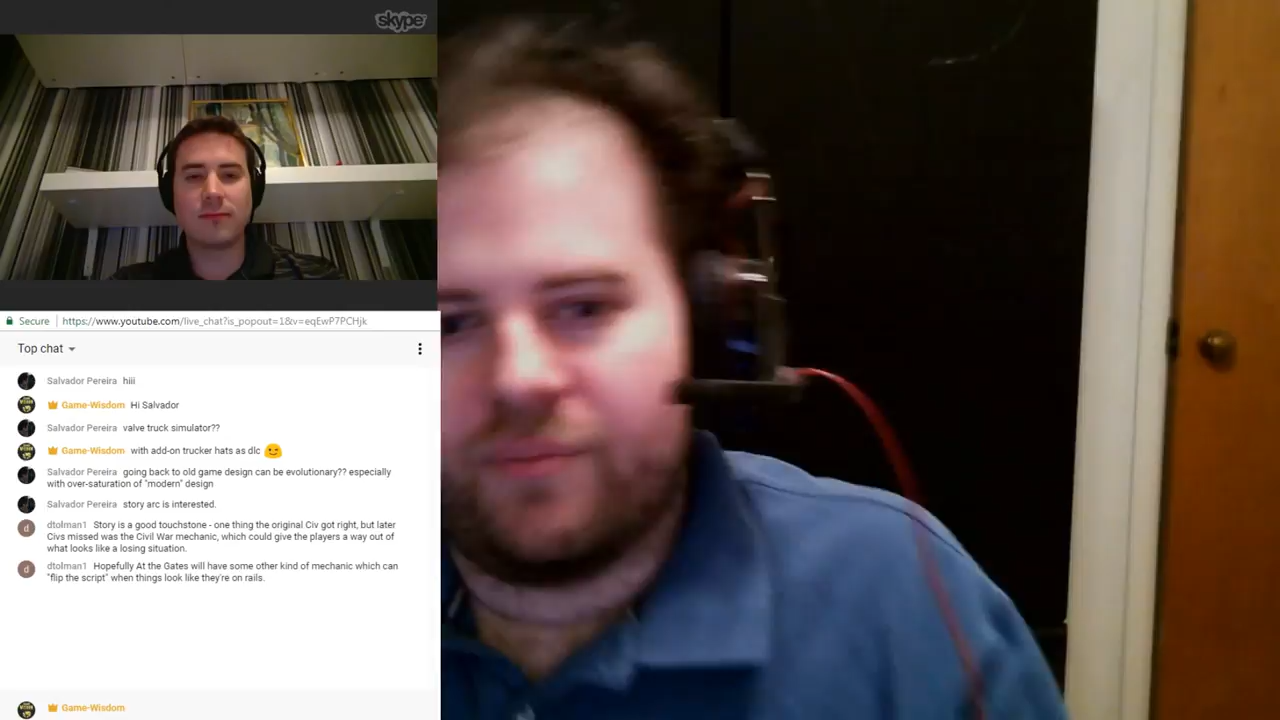 skype
Secure https://www.youtube.com/live_chat?is_popout=1&v=eqEwP7PCHjk
Top chat
Salvador Pereira hiii
Game-Wisdom Hi Salvador
Salvador Pereira valve truck simulator??
Game-Wisdom with add-on trucker hats as dlc
Salvador Pereira going back to old game design can be evolutionary?? especially
with over-saturation of "modern" design
Salvador Pereira story arc is interested.
d dtolman1 Story is a good touchstone - one thing the original Civ got right, but later
Civs missed was the Civil War mechanic, which could give the players a way out of
what looks like a losing situation.
d dtolman1 Hopefully At the Gates will have some other kind of mechanic which can
"flip the script" when things look like they're on rails.
Game-Wisdom